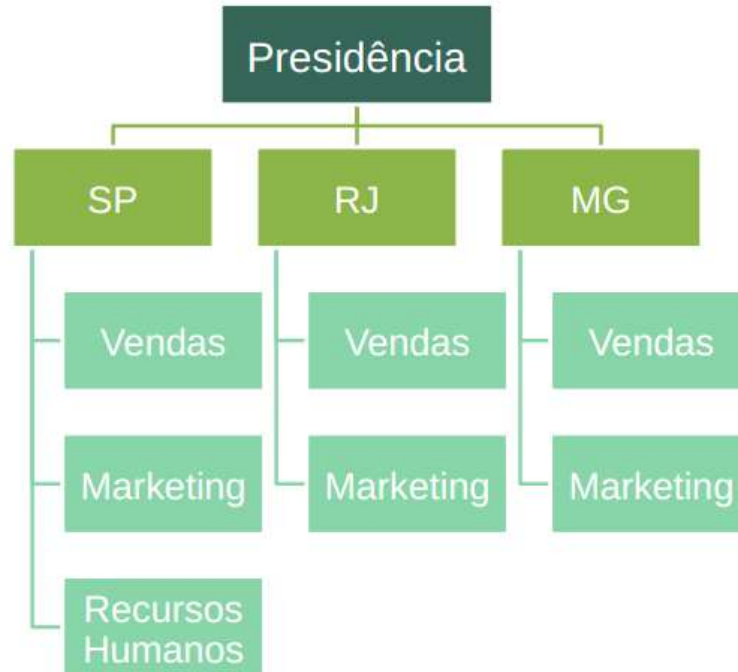 Presidência
SP
RJ
MG
Vendas
Vendas
Vendas
Marketing
Marketing
Marketing
Recursos
Humanos